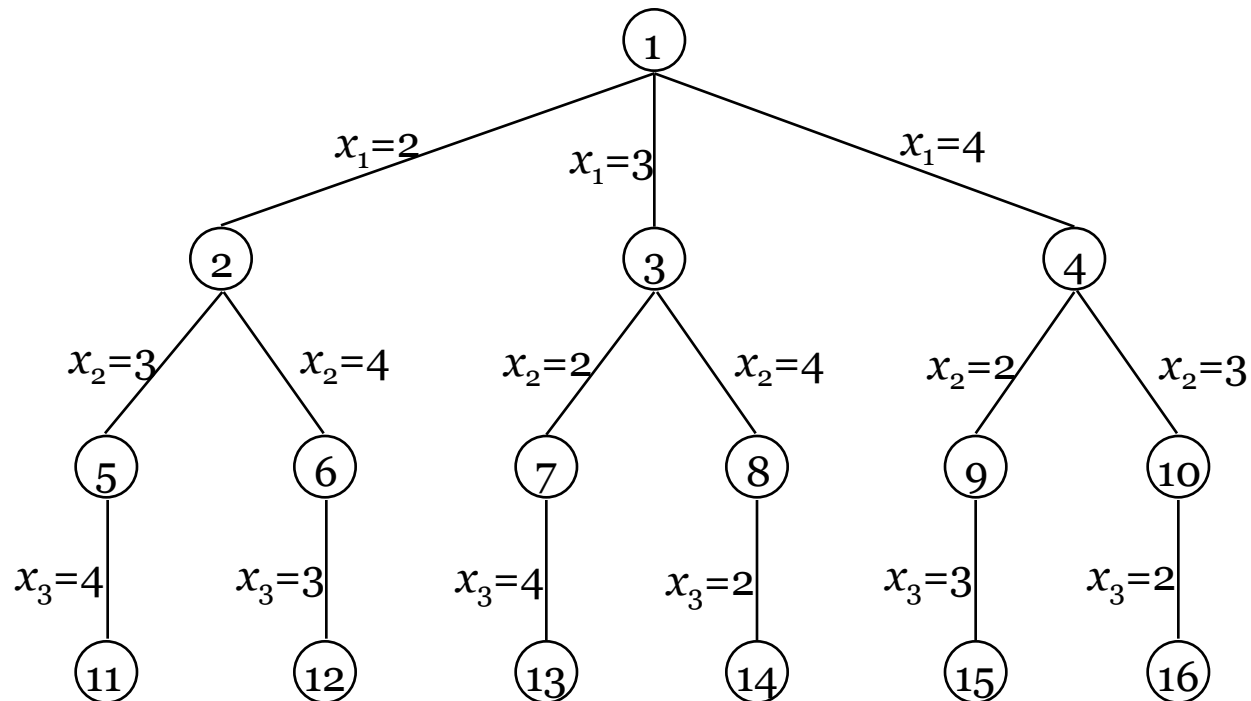 1
x₁=2 x₁=3 x₁=4
2 3 4
x₂=3 x₂=4 x₂=2 x₂=4 x₂=2 x₂=3
5 6 7 8 9 10
x₃=4 x₃=3 x₃=4 x₃=2 x₃=3 x₃=2
11 12 13 14 15 16